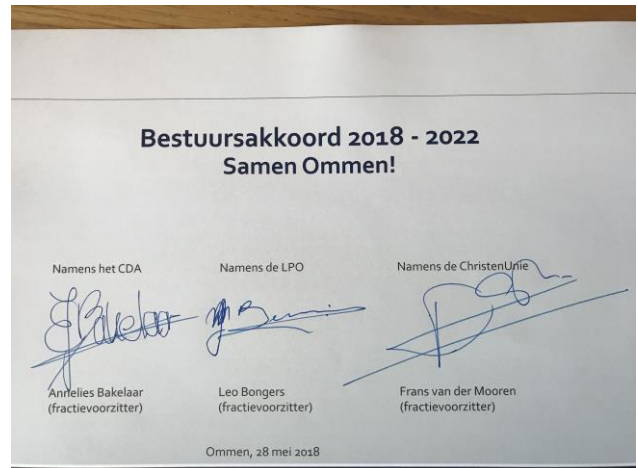 Bestuursakkoord 2018 - 2022
Samen Ommen!
Namens het CDA
Namens de LPO
Namens de ChristenUnie
Annelies Bakelaar
(fractievoorzitter)
Leo Bongers
(fractievoorzitter)
Frans van der Mooren
(fractievoorzitter)
Ommen, 28 mei 2018